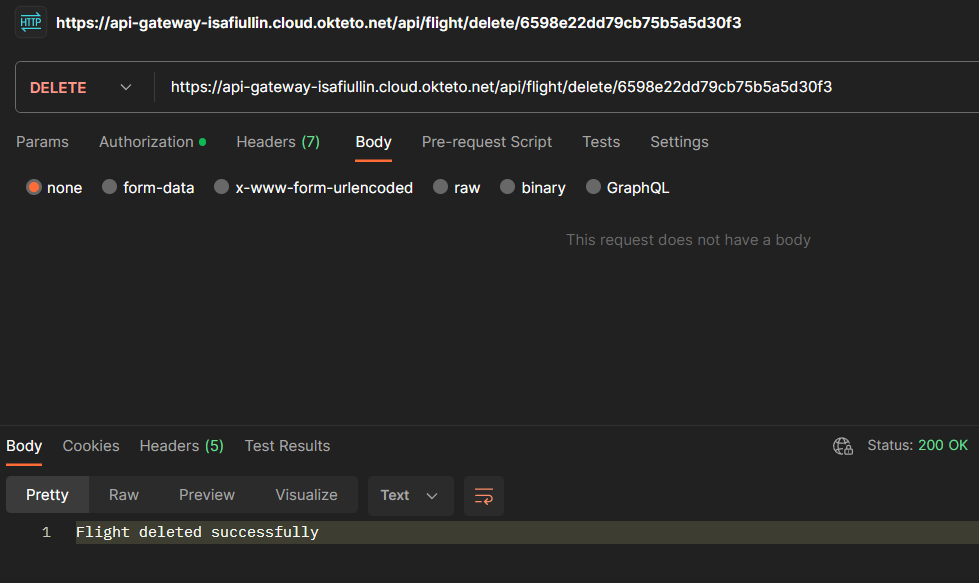 HTTP https://api-gateway-isafiullin.cloud.okteto.net/api/flight/delete/6598e22dd79cb75b5a5d30f3
DELETE https://api-gateway-isafiullin.cloud.okteto.net/api/flight/delete/6598e22dd79cb75b5a5d30f3
Params Authorization Headers (7) Body Pre-request Script Tests Settings
none form-data x-www-form-urlencoded raw binary GraphQL
This request does not have a body
Body Cookies Headers (5) Test Results Status: 200 OK
Pretty Raw Preview Visualize Text
1 Flight deleted successfully